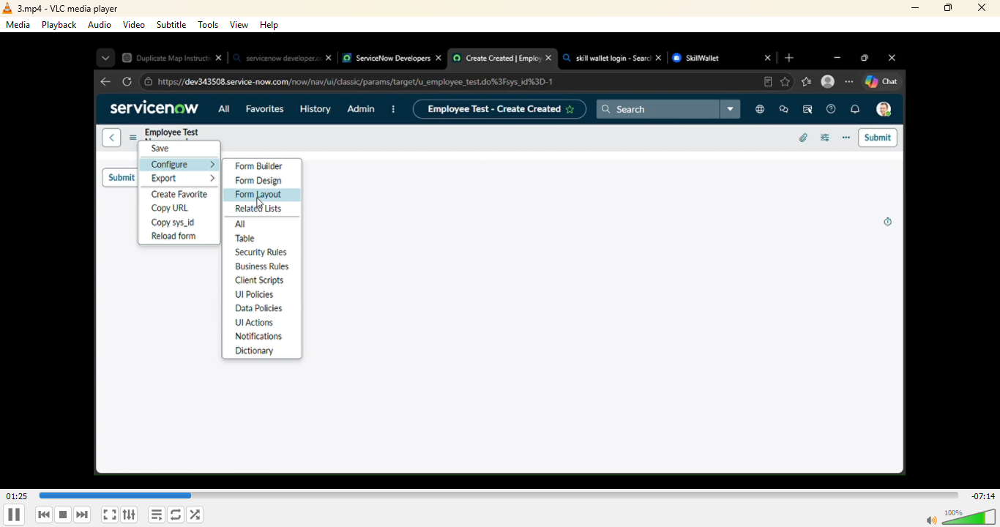 3.mp4 - VLC media player
Media Playback Audio Video Subtitle Tools View Help
Duplicate Map Instructi
servicenow developer.c
ServiceNow Developers
Create Created | Employ
skill wallet login - Search
SkillWallet
https://dev343508.service-now.com/now/nav/ui/classic/params/target/u_employee_test.do%3Fsys_id%3D-1
Chat
servicenow All Favorites History Admin Employee Test - Create Created Search
Employee Test
Submit
Submit
Save
Configure
Export
Create Favorite
Copy URL
Copy sys_id
Reload form
Form Builder
Form Design
Form Layout
Related Lists
All
Table
Security Rules
Business Rules
Client Scripts
UI Policies
Data Policies
UI Actions
Notifications
Dictionary
01:25 -07:14
100%